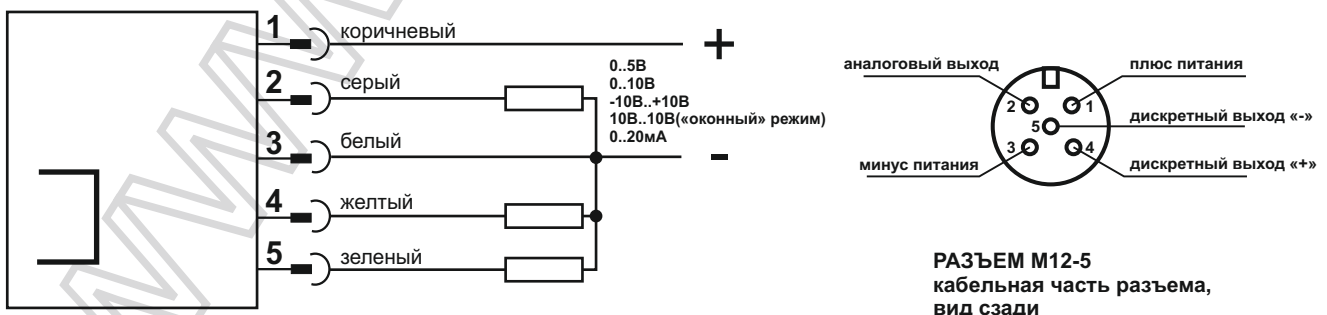 1 коричневый +
2 серый
0..5В
0..10В
-10В..+10В
10В..10В(«оконный» режим)
0..20мА
3 белый -
4 желтый
5 зеленый
аналоговый выход
плюс питания
2 1
5
дискретный выход «-»
3 4
минус питания
дискретный выход «+»
РАЗЪЕМ М12-5
кабельная часть разъема,
вид сзади